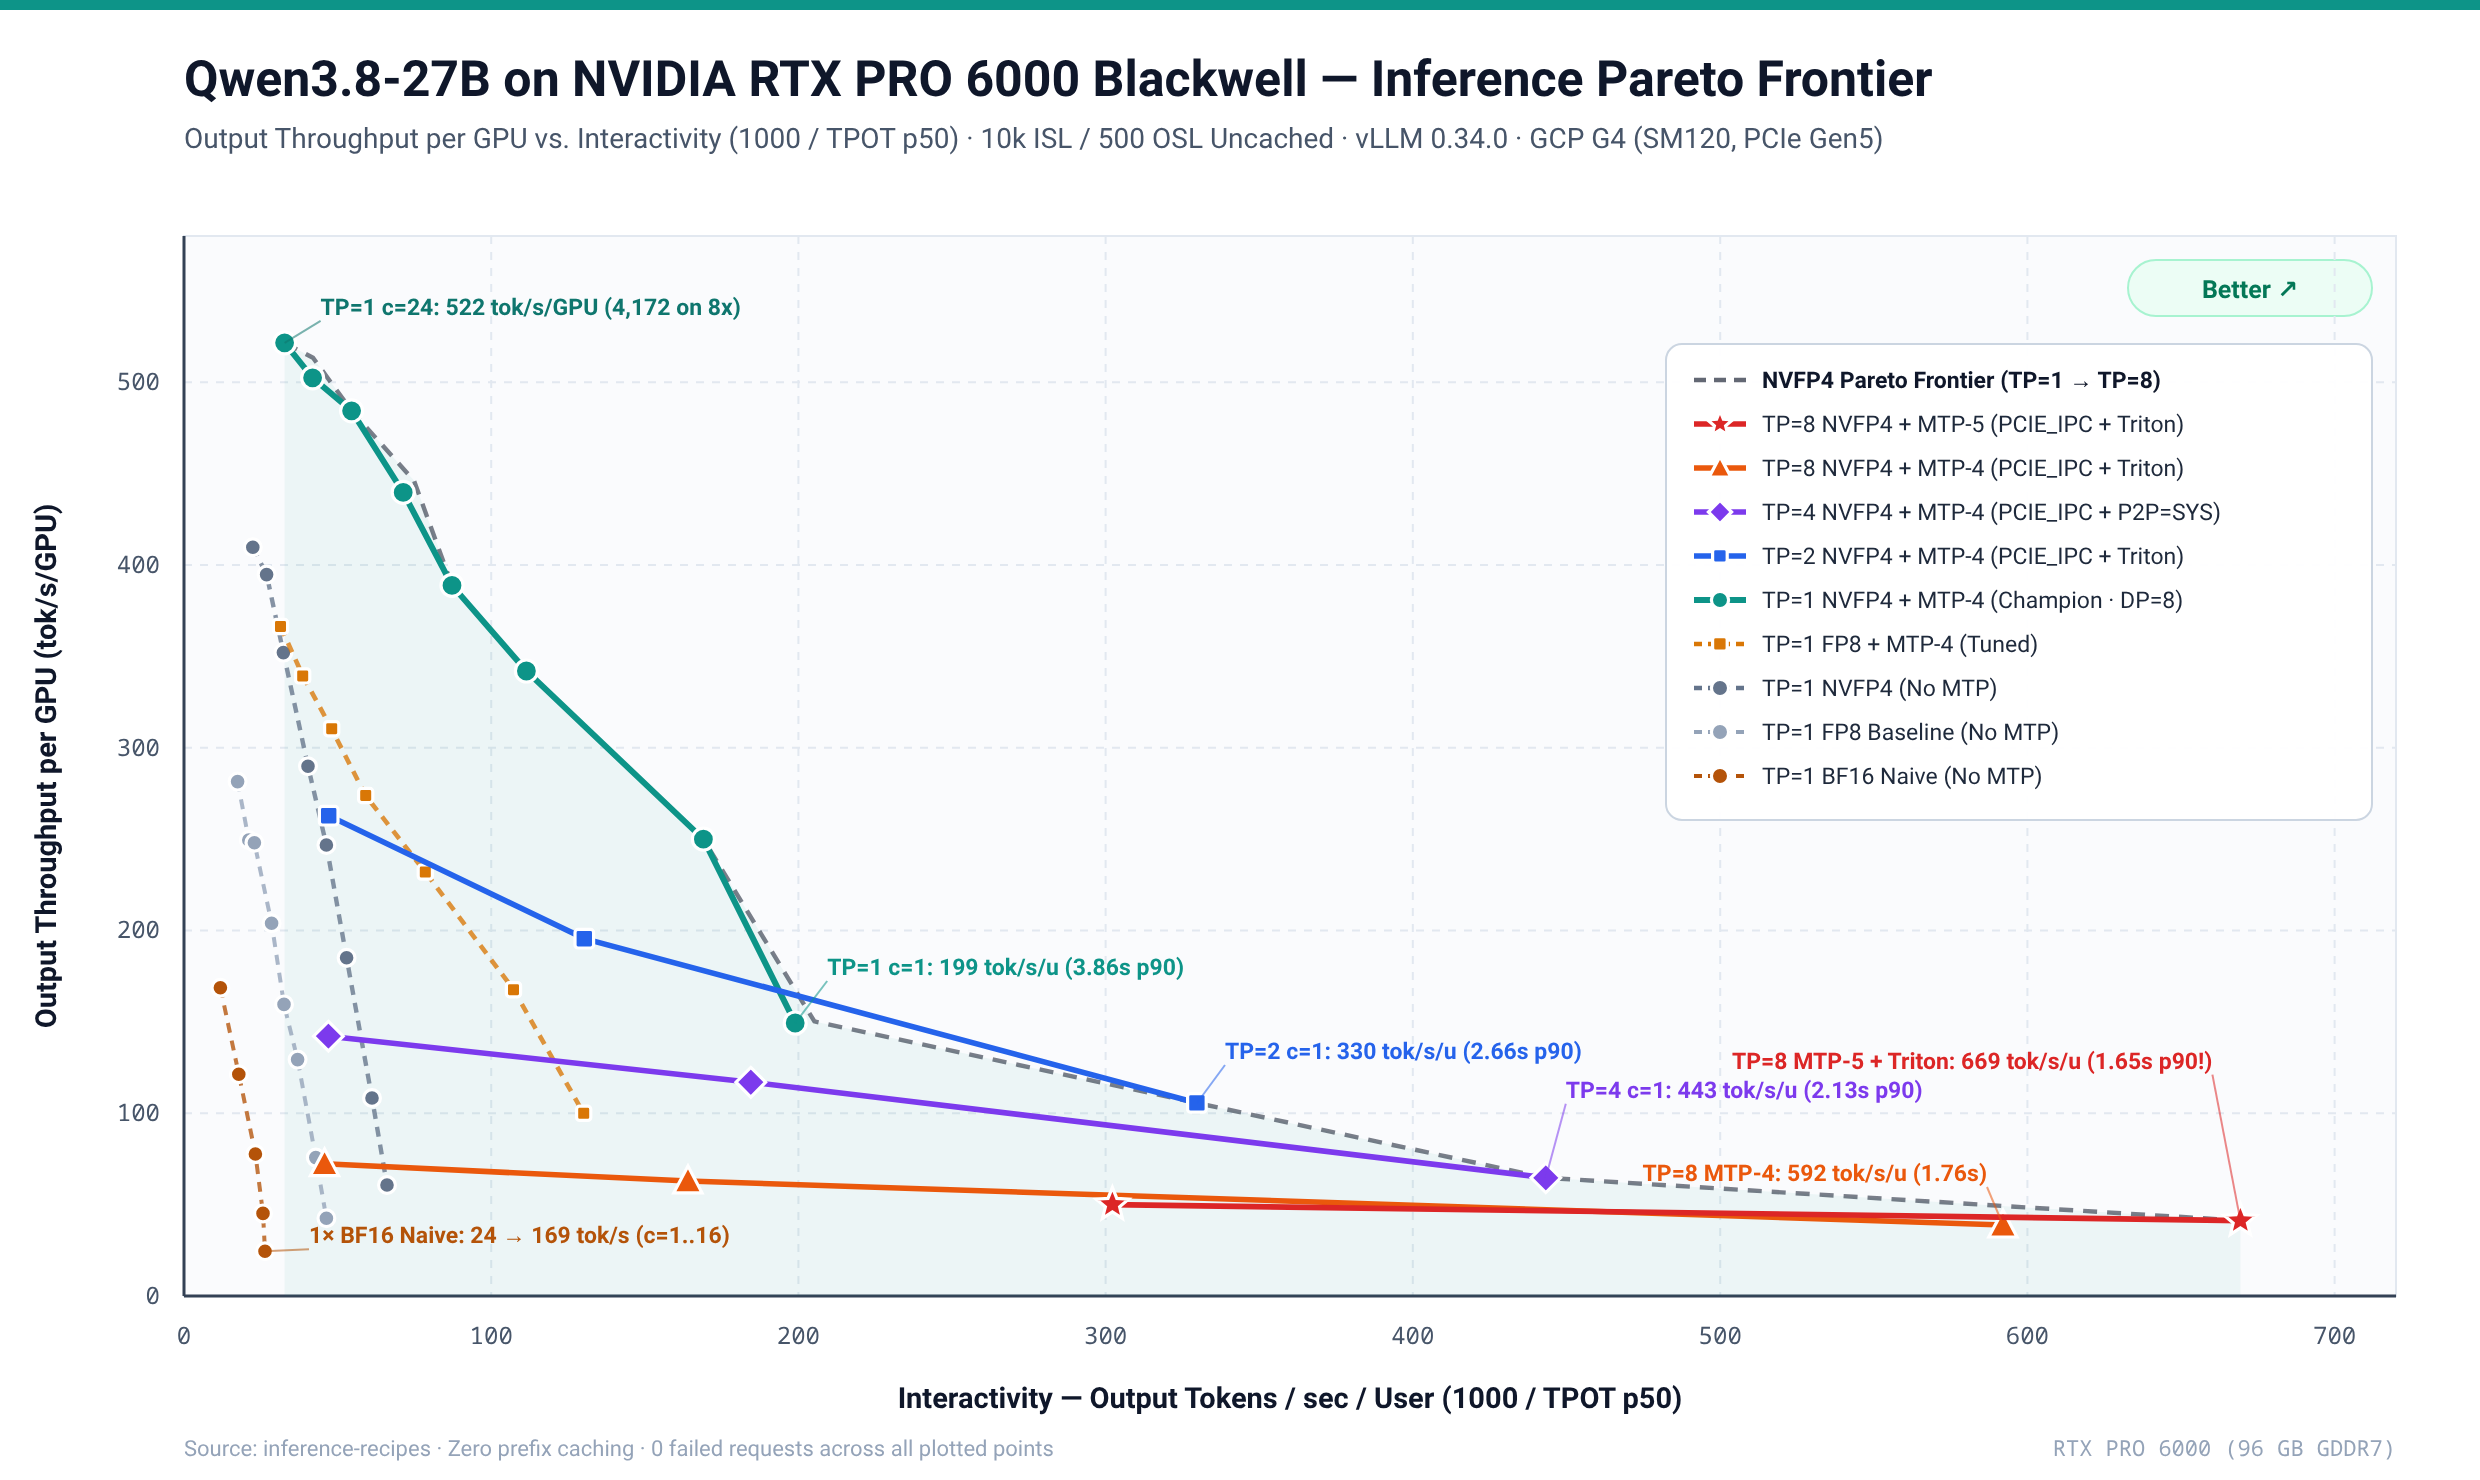 Qwen3.8-27B on NVIDIA RTX PRO 6000 Blackwell — Inference Pareto Frontier
Output Throughput per GPU vs. Interactivity (1000 / TPOT p50) · 10k ISL / 500 OSL Uncached · vLLM 0.34.0 · GCP G4 (SM120, PCIe Gen5)
Better ↗
NVFP4 Pareto Frontier (TP=1 → TP=8)
TP=8 NVFP4 + MTP-5 (PCIE_IPC + Triton)
TP=8 NVFP4 + MTP-4 (PCIE_IPC + Triton)
TP=4 NVFP4 + MTP-4 (PCIE_IPC + P2P=SYS)
TP=2 NVFP4 + MTP-4 (PCIE_IPC + Triton)
TP=1 NVFP4 + MTP-4 (Champion · DP=8)
TP=1 FP8 + MTP-4 (Tuned)
TP=1 NVFP4 (No MTP)
TP=1 FP8 Baseline (No MTP)
TP=1 BF16 Naive (No MTP)
TP=1 c=24: 522 tok/s/GPU (4,172 on 8x)
TP=1 c=1: 199 tok/s/u (3.86s p90)
TP=2 c=1: 330 tok/s/u (2.66s p90)
TP=8 MTP-5 + Triton: 669 tok/s/u (1.65s p90!)
TP=4 c=1: 443 tok/s/u (2.13s p90)
TP=8 MTP-4: 592 tok/s/u (1.76s)
1× BF16 Naive: 24 → 169 tok/s (c=1..16)
Output Throughput per GPU (tok/s/GPU)
500
400
300
200
100
0
0 100 200 300 400 500 600 700
Interactivity — Output Tokens / sec / User (1000 / TPOT p50)
Source: inference-recipes · Zero prefix caching · 0 failed requests across all plotted points
RTX PRO 6000 (96 GB GDDR7)